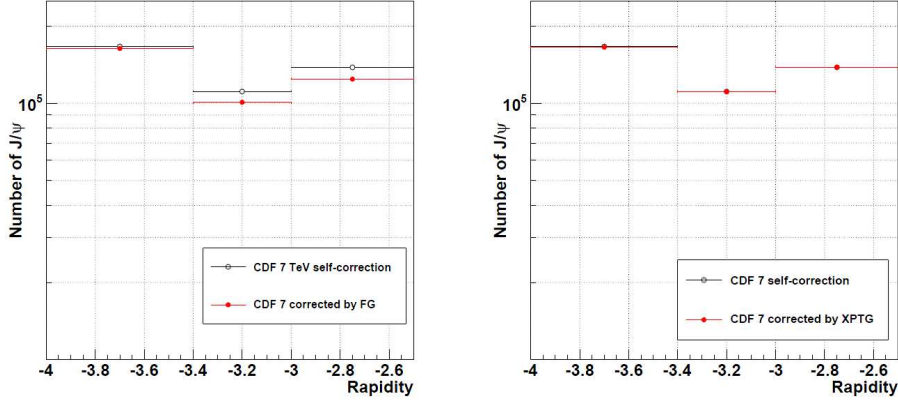 Number of J/ψ
10^5
CDF 7 TeV self-correction
CDF 7 corrected by FG
-4 -3.8 -3.6 -3.4 -3.2 -3 -2.8 -2.6
Rapidity
Number of J/ψ
10^5
CDF 7 self-correction
CDF 7 corrected by XPTG
-4 -3.8 -3.6 -3.4 -3.2 -3 -2.8 -2.6
Rapidity